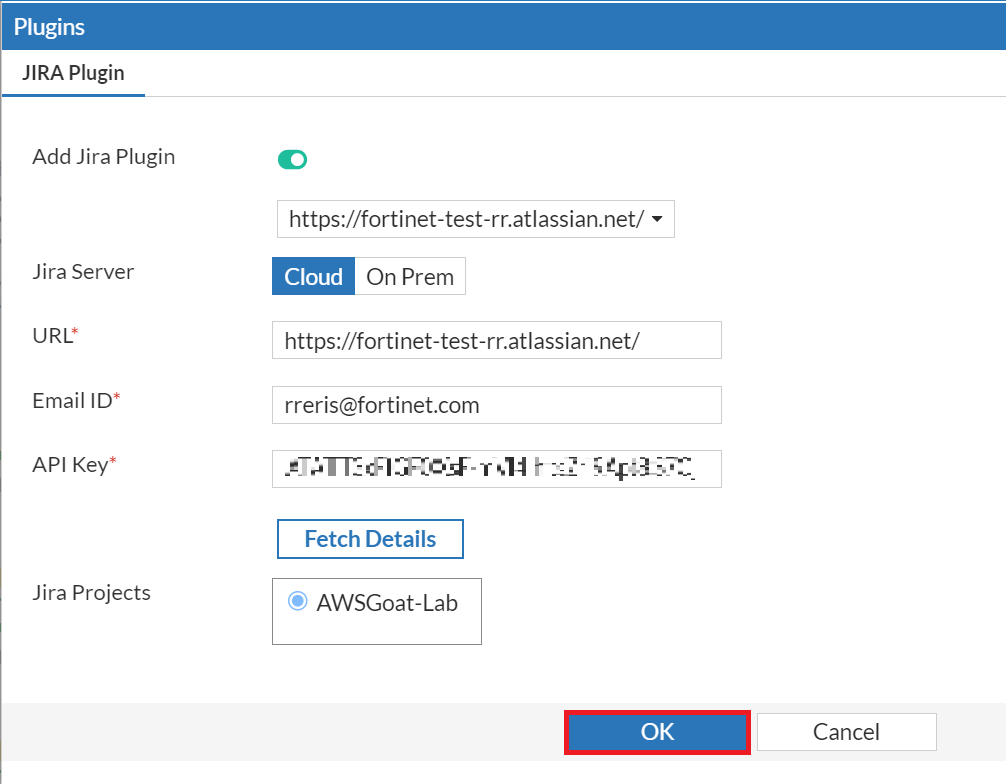 Plugins
JIRA Plugin
Add Jira Plugin
https://fortinet-test-rr.atlassian.net/
Jira Server
Cloud On Prem
URL*
https://fortinet-test-rr.atlassian.net/
Email ID*
rreris@fortinet.com
API Key*
Fetch Details
Jira Projects
AWSGoat-Lab
OK Cancel